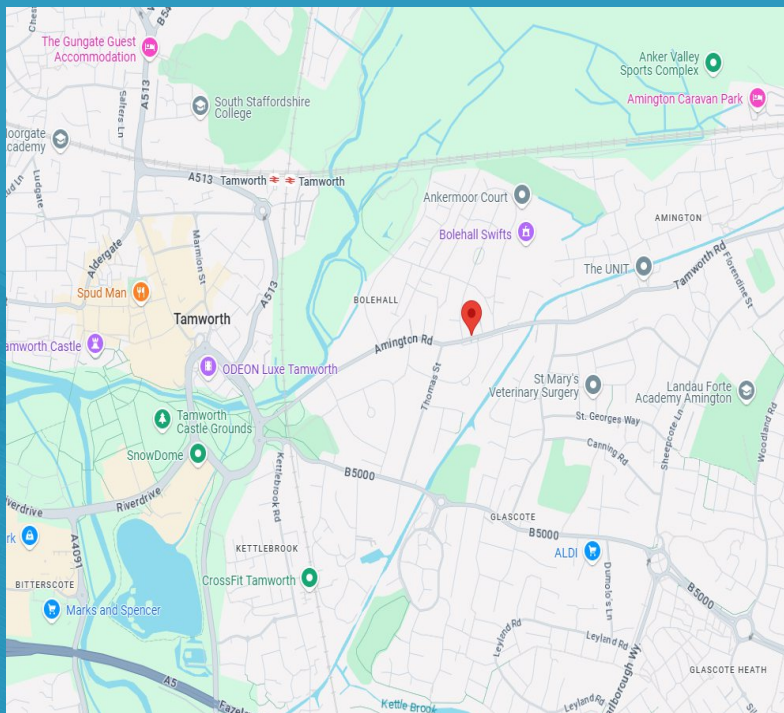 The Gungate Guest
Accommodation
A513
Salters Ln
South Staffordshire
College
Anker Valley
Sports Complex
Amington Caravan Park
Ludgate
A513
Tamworth
Tamworth
Ankermoor Court
Bolehall Swifts
AMINGTON
Tamworth Rd
Florendine St
The UNIT
Aldergate
Marmion St
A513
Spud Man
BOLEHALL
Tamworth
amworth Castle
ODEON Luxe Tamworth
Amington Rd
Thomas St
St Mary's
Veterinary Surgery
Landau Forte
Academy Amington
Woodland Rd
Sheepcote Ln
St. Georges Way
Canning Rd
Tamworth
Castle Grounds
SnowDome
Kettlebrook Rd
B5000
Riverdrive
A4091
GLASCOTE
B5000
KETTLEBROOK
ALDI
BITTERSCOTE
CrossFit Tamworth
Dumolo's Ln
B5000
Marks and Spencer
Leyland Rd
Leyland Rd
GLASCOTE HEATH
A5
Kettle Brook
Leyland Rd